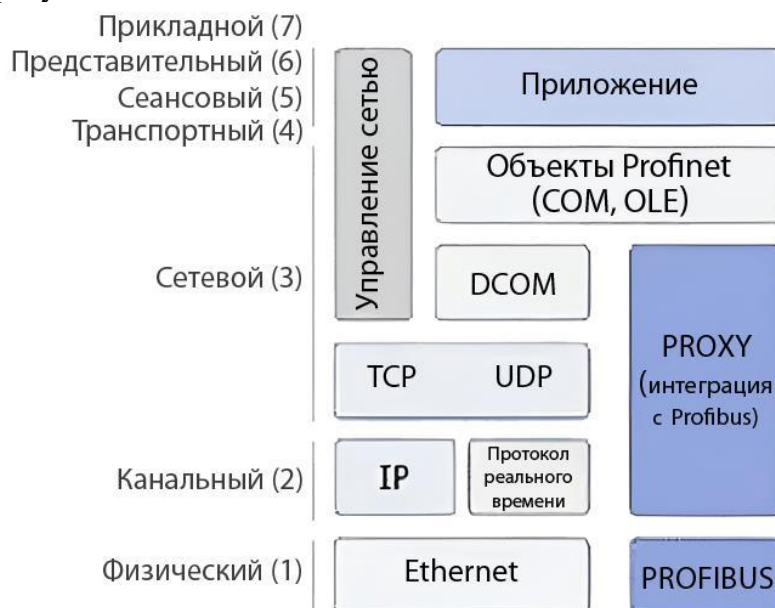 Прикладной (7)
Представительный (6)
Сеансовый (5)
Транспортный (4)
Сетевой (3)
Канальный (2)
Физический (1)
Управление сетью
Приложение
Объекты Profinet
(COM, OLE)
DCOM
TCP UDP
IP
Протокол
реального
времени
Ethernet
PROXY
(интеграция
с Profibus)
PROFIBUS